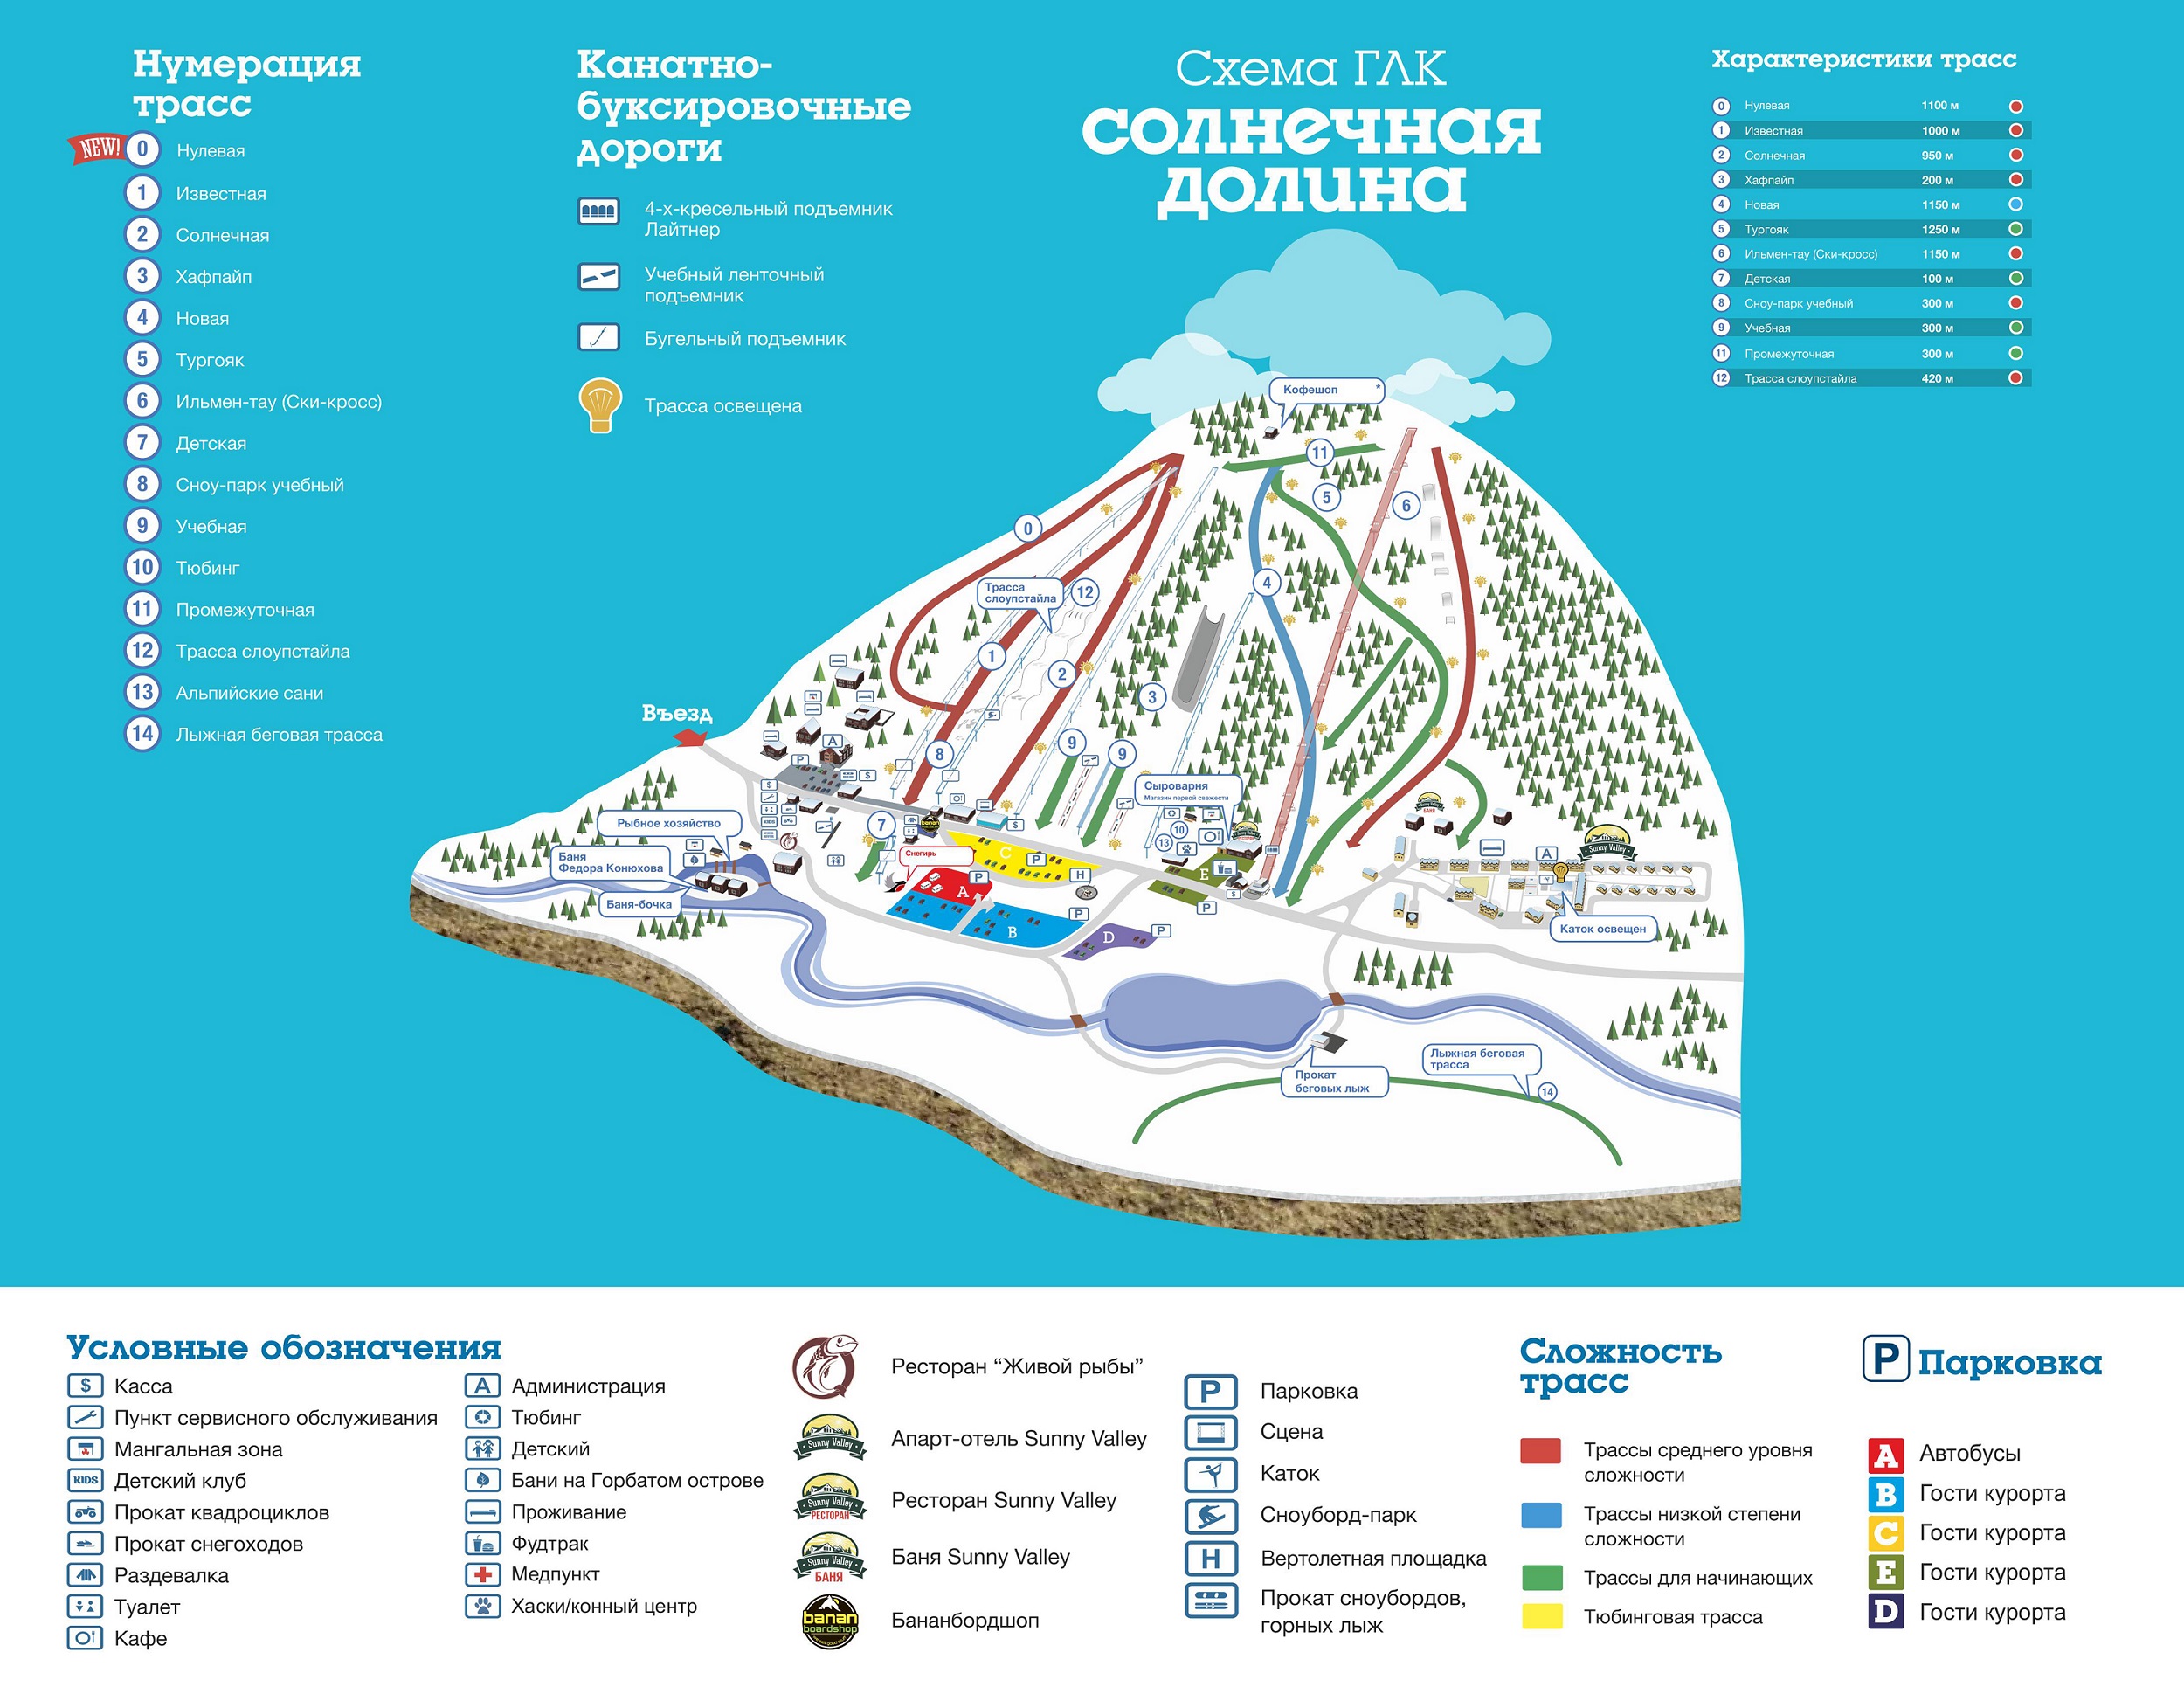 Нумерация
трасс
NEW!
0 Нулевая
1 Известная
2 Солнечная
3 Хафпайп
4 Новая
5 Тургояк
6 Ильмен-тау (Ски-кросс)
7 Детская
8 Сноу-парк учебный
9 Учебная
10 Тюбинг
11 Промежуточная
12 Трасса слоупстайла
13 Альпийские сани
14 Лыжная беговая трасса
Канатно-
буксировочные
дороги
4-х-кресельный подъемник
Лайтнер
Учебный ленточный
подъемник
Бугельный подъемник
Трасса освещена
Схема ГЛК
солнечная
долина
Характеристики трасс
0 Нулевая 1100 м
1 Известная 1000 м
2 Солнечная 950 м
3 Хафпайп 200 м
4 Новая 1150 м
5 Тургояк 1250 м
6 Ильмен-тау (Ски-кросс) 1150 м
7 Детская 100 м
8 Сноу-парк учебный 300 м
9 Учебная 300 м
11 Промежуточная 300 м
12 Трасса слоупстайла 420 м
Кофешоп *
11
5
6
0
4
Трасса
слоупстайла
12
1
2
3
Въезд
8
9
9
A
P
$
Сыроварня
Магазин первой свежести
10
13
Рыбное хозяйство
Баня
Федора Конюхова
Баня-бочка
7
Снегирь
C
P
H
A
P
B
P
D
P
E
P
$
Sunny Valley
A
Каток освещен
Прокат
беговых лыж
Лыжная беговая
трасса
14
Условные обозначения
$ Касса
Пункт сервисного обслуживания
Мангальная зона
KIDS Детский клуб
Прокат квадроциклов
Прокат снегоходов
Раздевалка
Туалет
Кафе
A Администрация
Тюбинг
Детский
Бани на Горбатом острове
Проживание
Фудтрак
Медпункт
Хаски/конный центр
Ресторан “Живой рыбы”
Sunny Valley
Апарт-отель Sunny Valley
Sunny Valley
РЕСТОРАН
Ресторан Sunny Valley
Sunny Valley
БАНЯ
Баня Sunny Valley
banan
boardshop
Бананбордшоп
P Парковка
Сцена
Каток
Сноуборд-парк
H Вертолетная площадка
Прокат сноубордов,
горных лыж
Сложность
трасс
Трассы среднего уровня
сложности
Трассы низкой степени
сложности
Трассы для начинающих
Тюбинговая трасса
P Парковка
A Автобусы
B Гости курорта
C Гости курорта
E Гости курорта
D Гости курорта